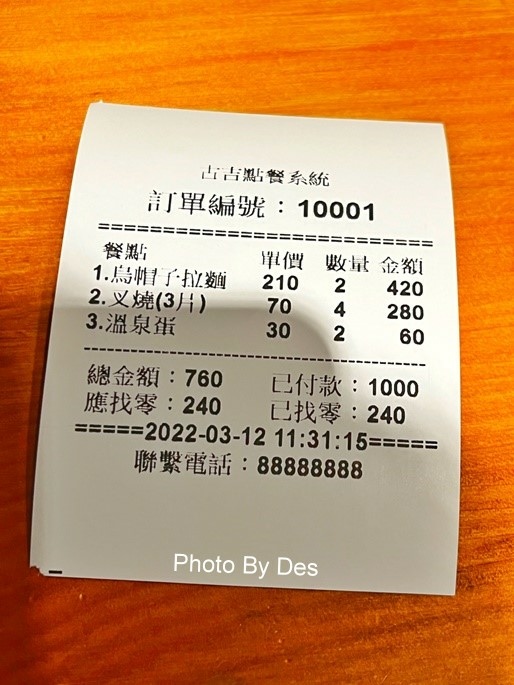 古吉點餐系統
訂單編號：10001
================================
餐點 單價 數量 金額
1.烏帽子拉麵 210 2 420
2.叉燒(3片) 70 4 280
3.溫泉蛋 30 2 60
------------------------------------------------
總金額：760 已付款：1000
應找零：240 已找零：240
=====2022-03-12 11:31:15=====
聯繫電話：88888888
Photo By Des